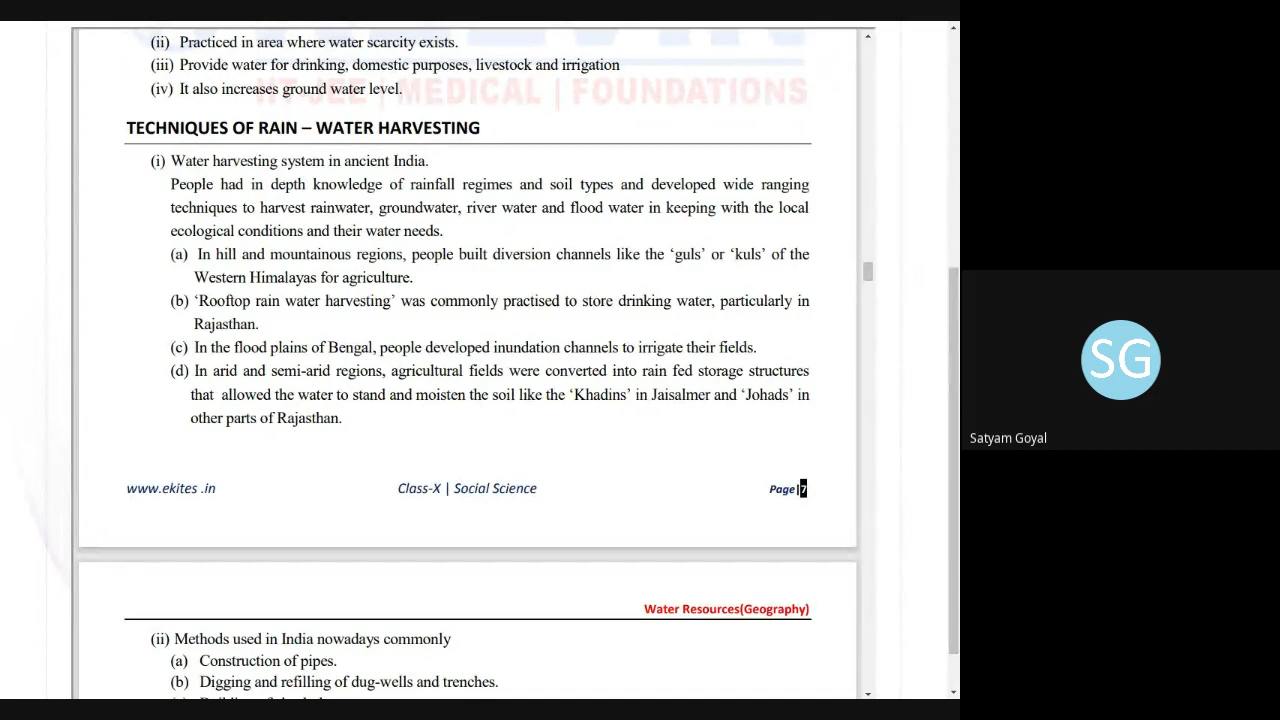 (ii) Practiced in area where water scarcity exists.
(iii) Provide water for drinking, domestic purposes, livestock and irrigation
(iv) It also increases ground water level.
IIT-JEE | MEDICAL | FOUNDATIONS
TECHNIQUES OF RAIN – WATER HARVESTING
(i) Water harvesting system in ancient India.
People had in depth knowledge of rainfall regimes and soil types and developed wide ranging
techniques to harvest rainwater, groundwater, river water and flood water in keeping with the local
ecological conditions and their water needs.
(a) In hill and mountainous regions, people built diversion channels like the ‘guls’ or ‘kuls’ of the
Western Himalayas for agriculture.
(b) ‘Rooftop rain water harvesting’ was commonly practised to store drinking water, particularly in
Rajasthan.
(c) In the flood plains of Bengal, people developed inundation channels to irrigate their fields.
(d) In arid and semi-arid regions, agricultural fields were converted into rain fed storage structures
that allowed the water to stand and moisten the soil like the ‘Khadins’ in Jaisalmer and ‘Johads’ in
other parts of Rajasthan.
www.ekites .in Class-X | Social Science Page|7
Water Resources(Geography)
(ii) Methods used in India nowadays commonly
(a) Construction of pipes.
(b) Digging and refilling of dug-wells and trenches.
SG
Satyam Goyal